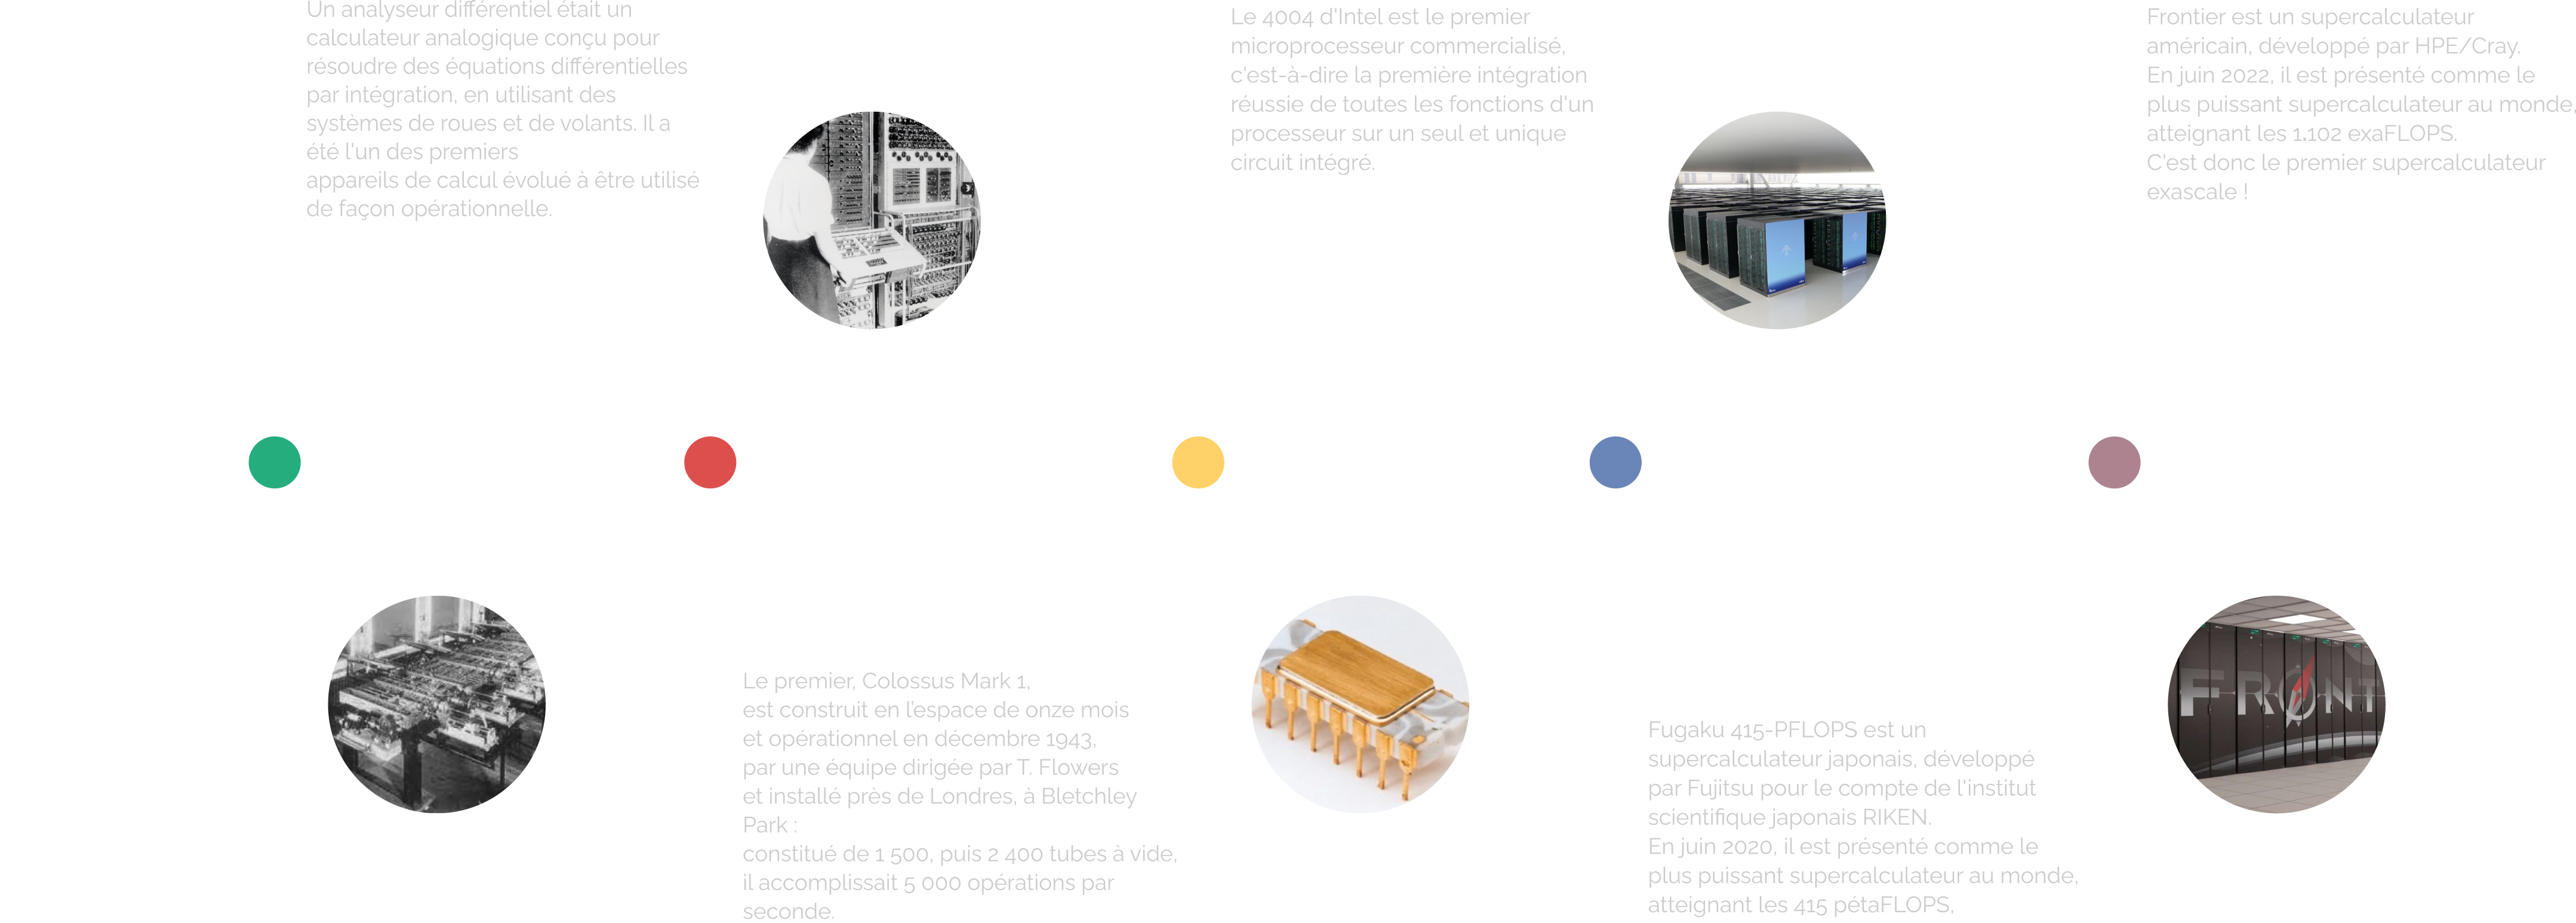 Un analyseur différentiel était un
calculateur analogique conçu pour
résoudre des équations différentielles
par intégration, en utilisant des
systèmes de roues et de volants. Il a
été l'un des premiers
appareils de calcul évolué à être utilisé
de façon opérationnelle.
Le premier, Colossus Mark 1,
est construit en l'espace de onze mois
et opérationnel en décembre 1943,
par une équipe dirigée par T. Flowers
et installé près de Londres, à Bletchley
Park :
constitué de 1 500, puis 2 400 tubes à vide,
il accomplissait 5 000 opérations par
seconde.
Le 4004 d'Intel est le premier
microprocesseur commercialisé,
c'est-à-dire la première intégration
réussie de toutes les fonctions d'un
processeur sur un seul et unique
circuit intégré.
Fugaku 415-PFLOPS est un
supercalculateur japonais, développé
par Fujitsu pour le compte de l'institut
scientifique japonais RIKEN.
En juin 2020, il est présenté comme le
plus puissant supercalculateur au monde,
atteignant les 415 pétaFLOPS,
Frontier est un supercalculateur
américain, développé par HPE/Cray.
En juin 2022, il est présenté comme le
plus puissant supercalculateur au monde,
atteignant les 1.102 exaFLOPS.
C'est donc le premier supercalculateur
exascale !
FRONT